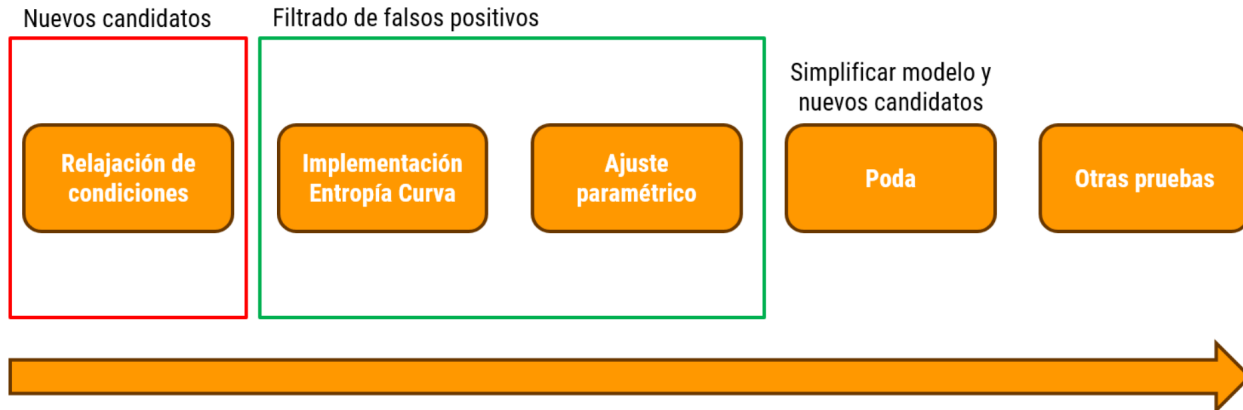 Nuevos candidatos
Filtrado de falsos positivos
Simplificar modelo y
nuevos candidatos
Relajación de
condiciones
Implementación
Entropía Curva
Ajuste
paramétrico
Poda
Otras pruebas